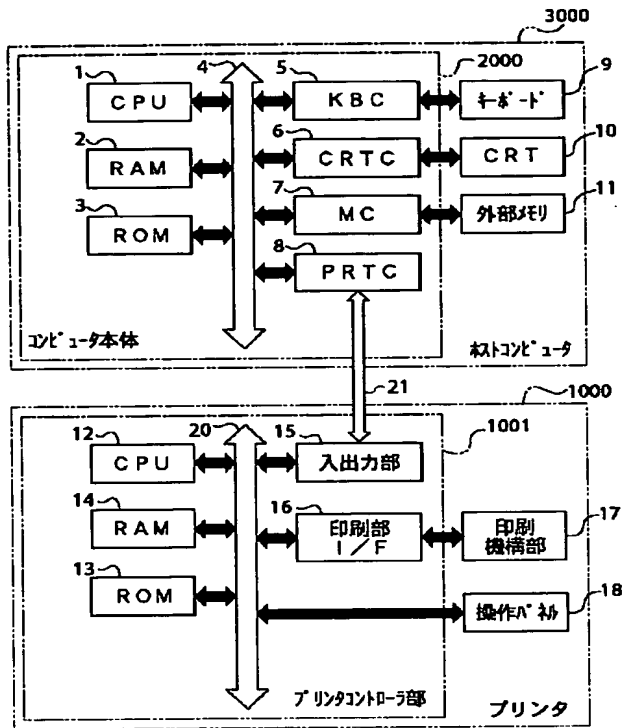 3000
2000
1
CPU
4
5
KBC
キーボード
9
2
RAM
6
CRTC
CRT
10
3
ROM
7
MC
外部メモリ
11
8
PRTC
コンピュータ本体
ホストコンピュータ
21
1000
1001
12
CPU
20
15
入出力部
14
RAM
16
印刷部
I/F
印刷
機構部
17
13
ROM
操作パネル
18
プリンタコントローラ部
プリンタ